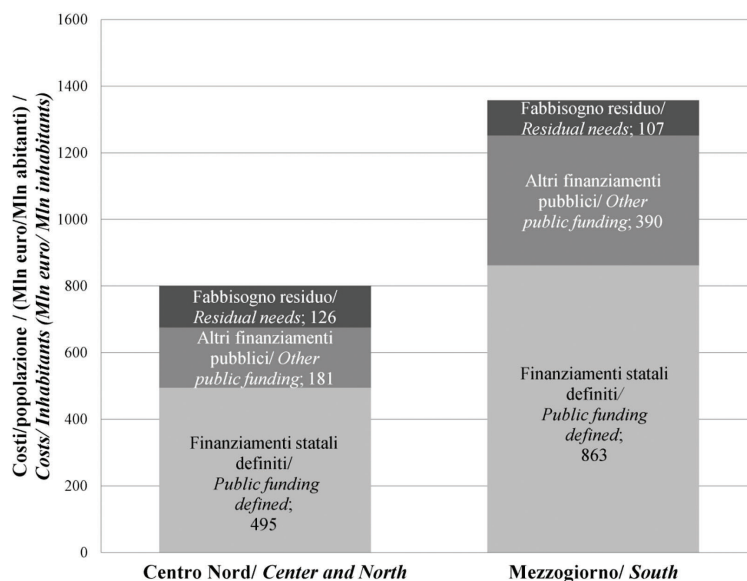 Costi/popolazione / (Mln euro/Mln abitanti) /
Costs/ Inhabitants (Mln euro/ Mln inhabitants)
1600
1400
1200
1000
800
600
400
200
0
Fabbisogno residuo/
Residual needs; 126
Altri finanziamenti
pubblici/ Other
public funding; 181
Finanziamenti statali
definiti/
Public funding
defined;
495
Fabbisogno residuo/
Residual needs; 107
Altri finanziamenti
pubblici/ Other
public funding; 390
Finanziamenti statali
definiti/
Public funding
defined;
863
Centro Nord/ Center and North
Mezzogiorno/ South